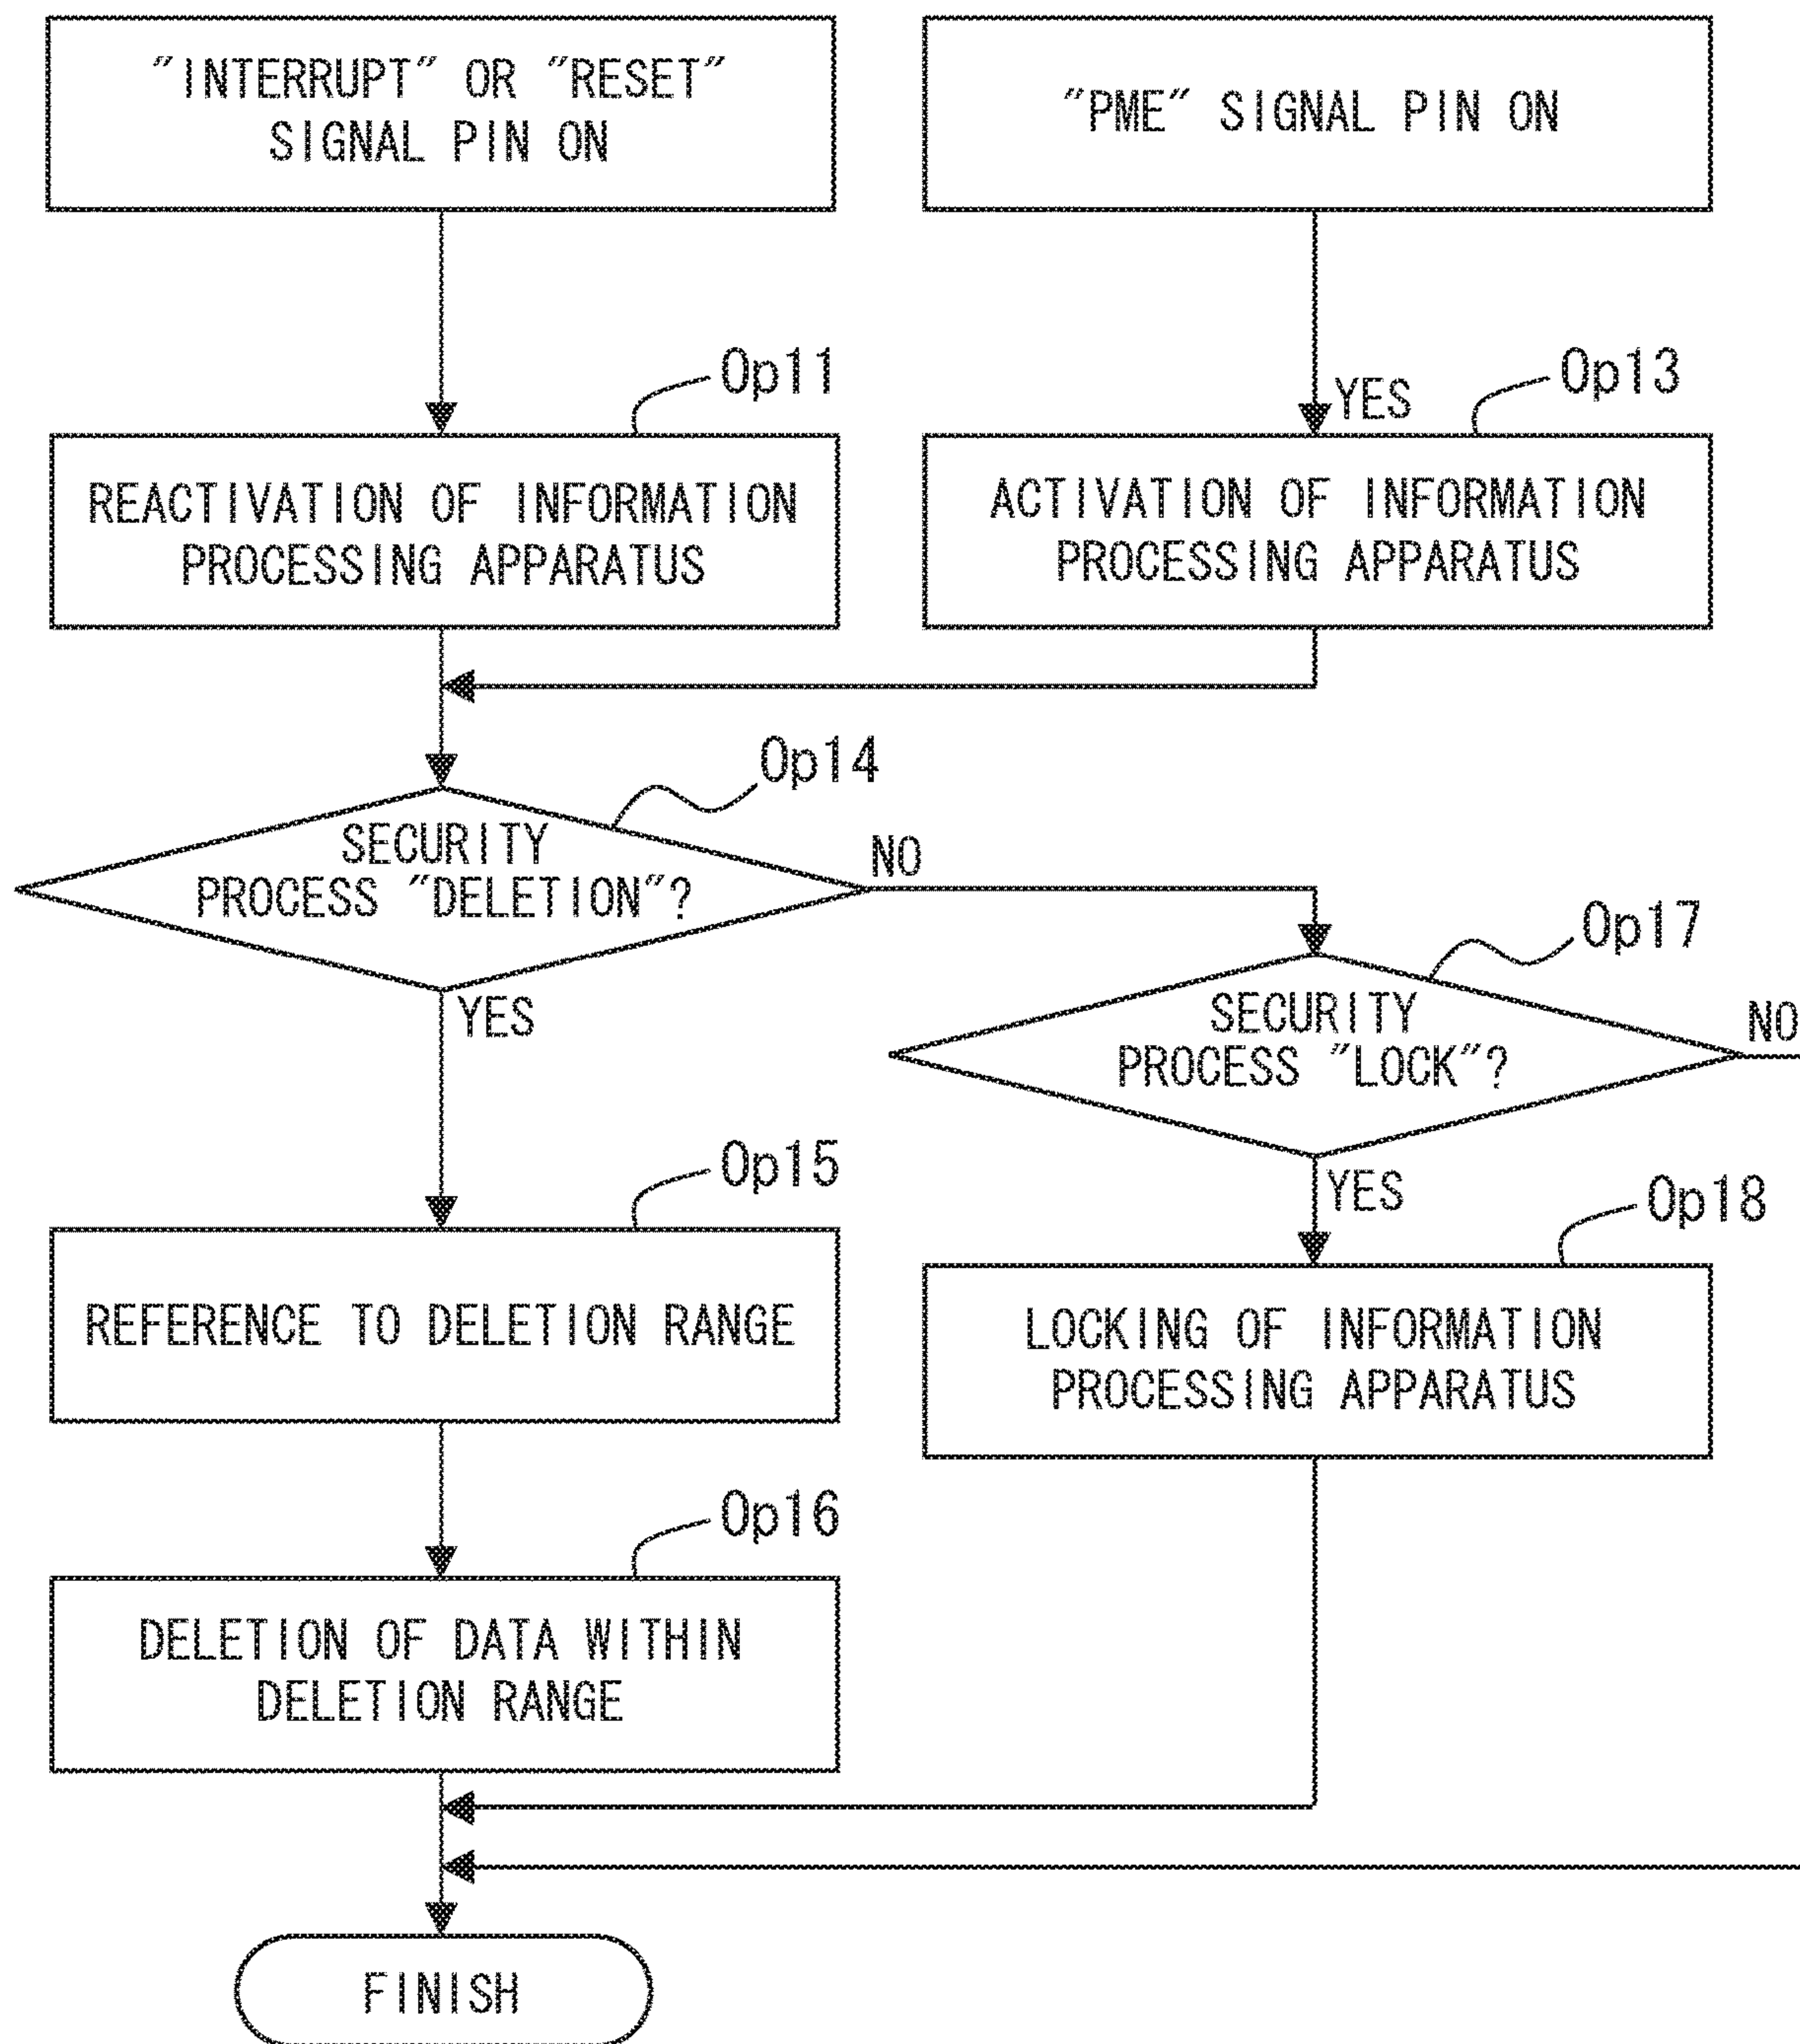 "INTERRUPT" OR "RESET"
SIGNAL PIN ON
"PME" SIGNAL PIN ON
Op11
YES
Op13
REACTIVATION OF INFORMATION
PROCESSING APPARATUS
ACTIVATION OF INFORMATION
PROCESSING APPARATUS
Op14
SECURITY
PROCESS "DELETION"?
NO
YES
Op17
SECURITY
PROCESS "LOCK"?
NO
YES
Op15
REFERENCE TO DELETION RANGE
Op18
LOCKING OF INFORMATION
PROCESSING APPARATUS
Op16
DELETION OF DATA WITHIN
DELETION RANGE
FINISH